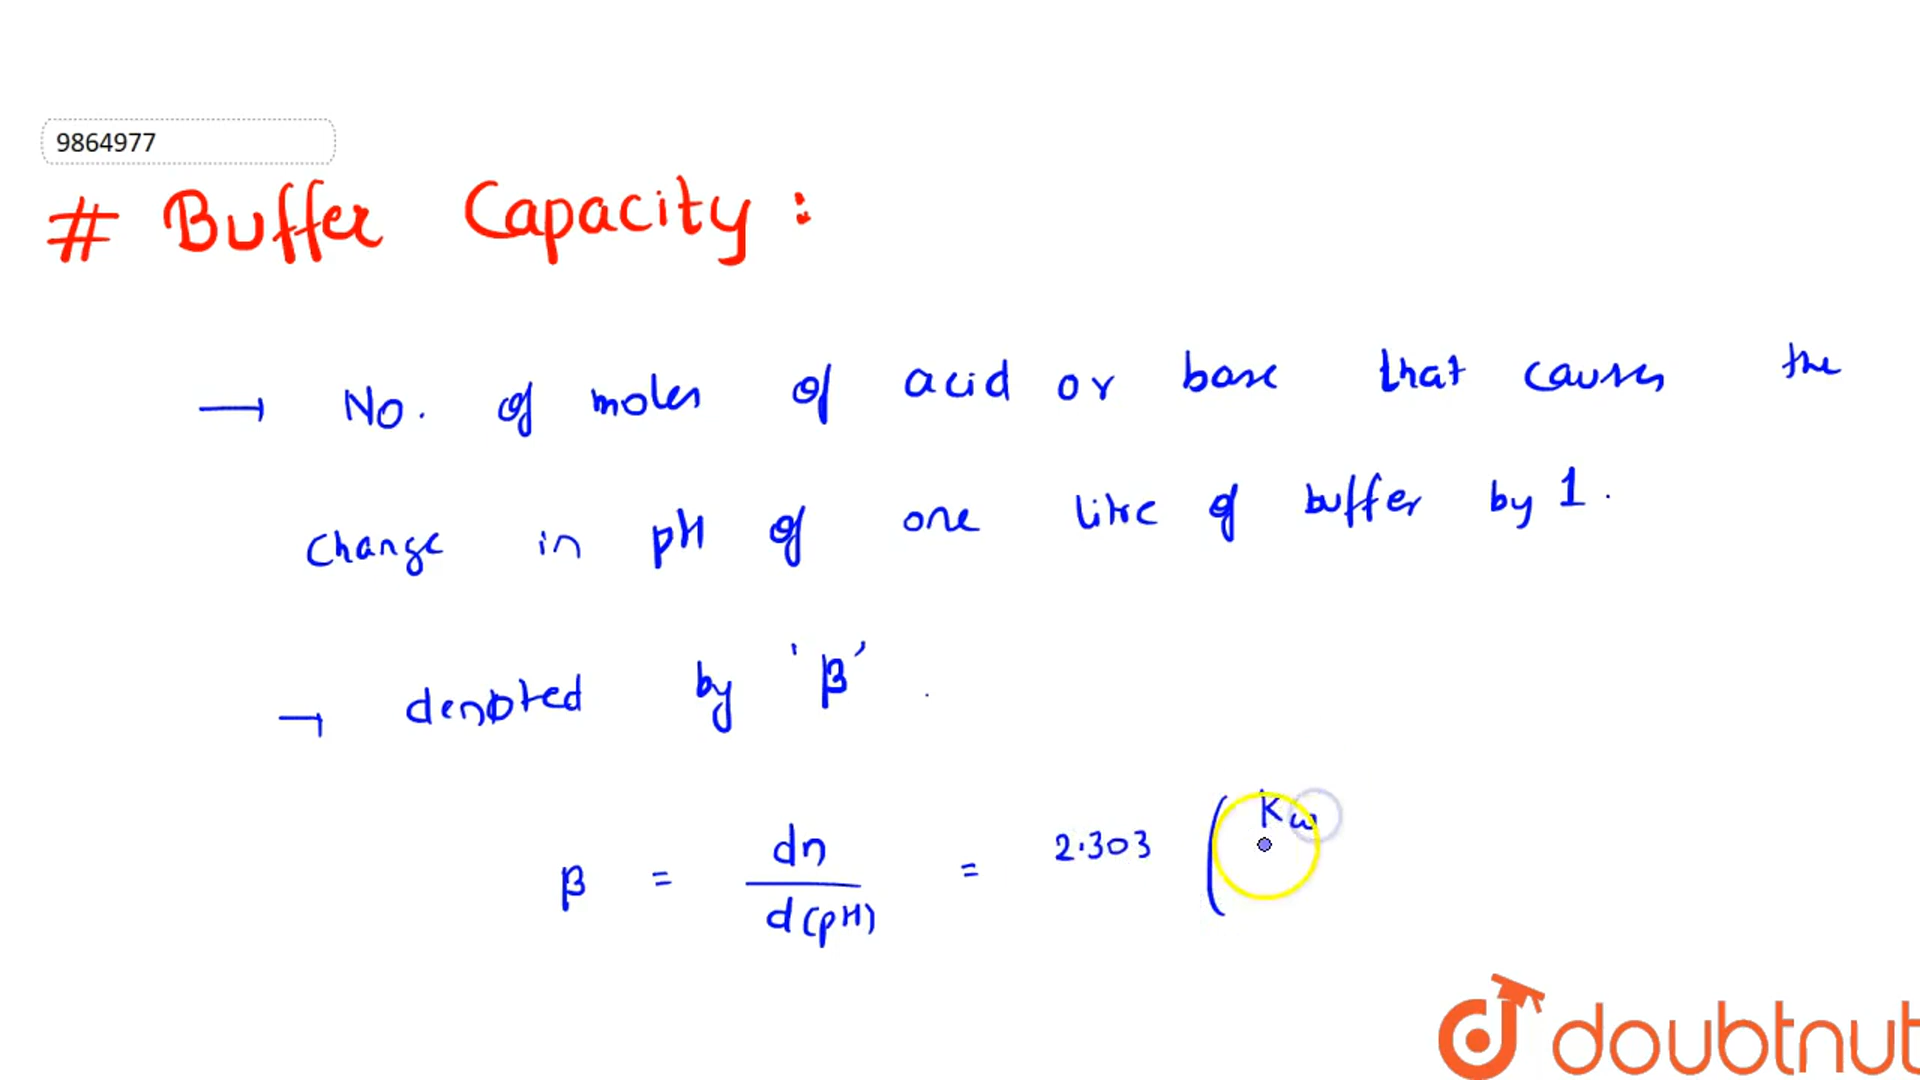 9864977
# Buffer Capacity :
→ No. of moles of acid or base that causes the
change in pH of one litre of buffer by 1.
→ denoted by 'β' .
β = dn / d(pH) = 2.303 ( Kw
doubtnut